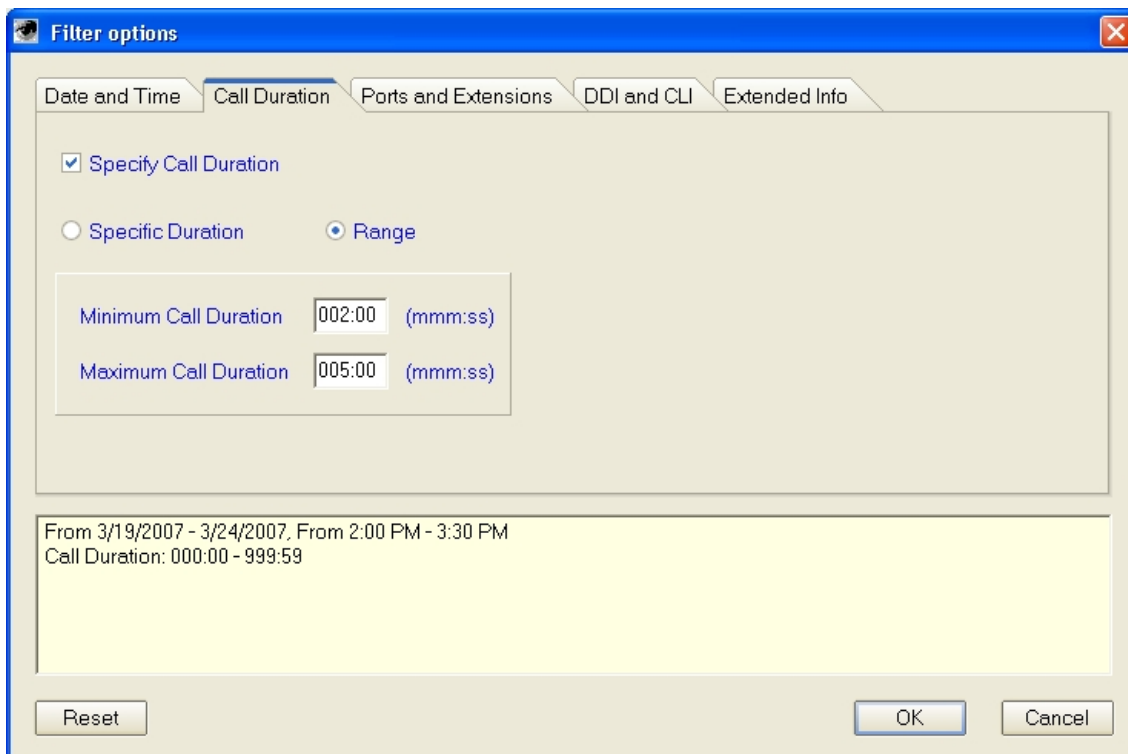 Filter options
Date and Time Call Duration Ports and Extensions DDI and CLI Extended Info
Specify Call Duration
Specific Duration Range
Minimum Call Duration 002:00 (mmm:ss)
Maximum Call Duration 005:00 (mmm:ss)
From 3/19/2007 - 3/24/2007, From 2:00 PM - 3:30 PM
Call Duration: 000:00 - 999:59
Reset OK Cancel